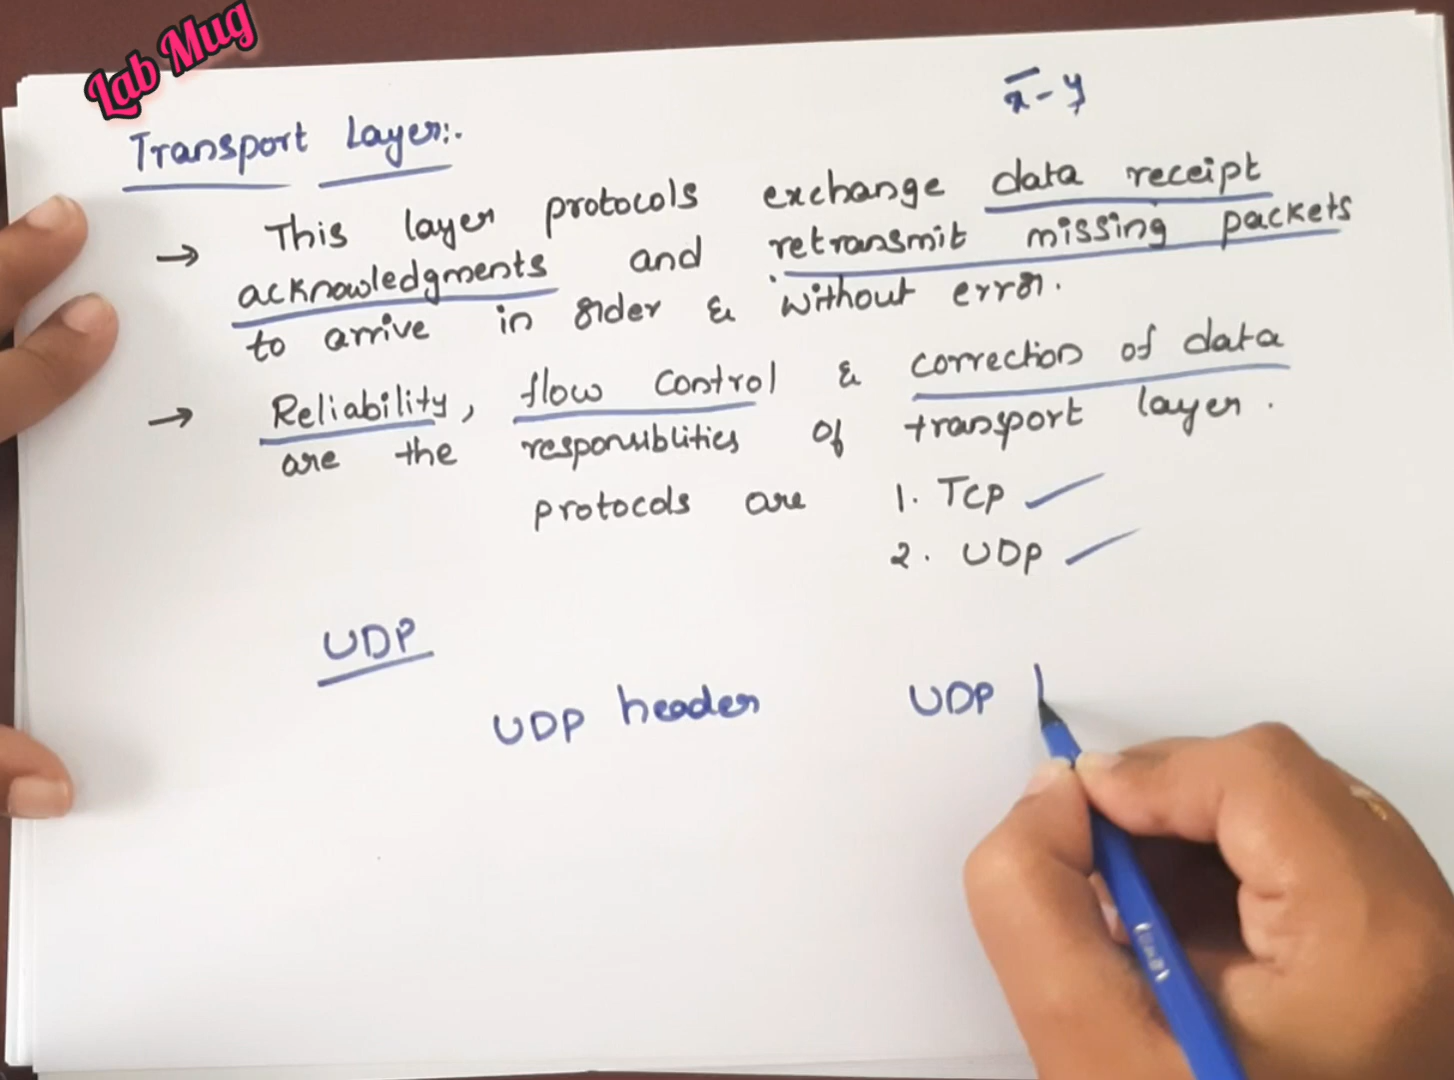 Lab Mug
x̄ - y
Transport Layer:.
→ This layer protocols exchange data receipt
acknowledgments and retransmit missing packets
to arrive in order & without error.
→ Reliability, flow control & correction of data
are the responsiblities of transport layer.
protocols are 1. TCP
2. UDP
UDP
UDP header UDP